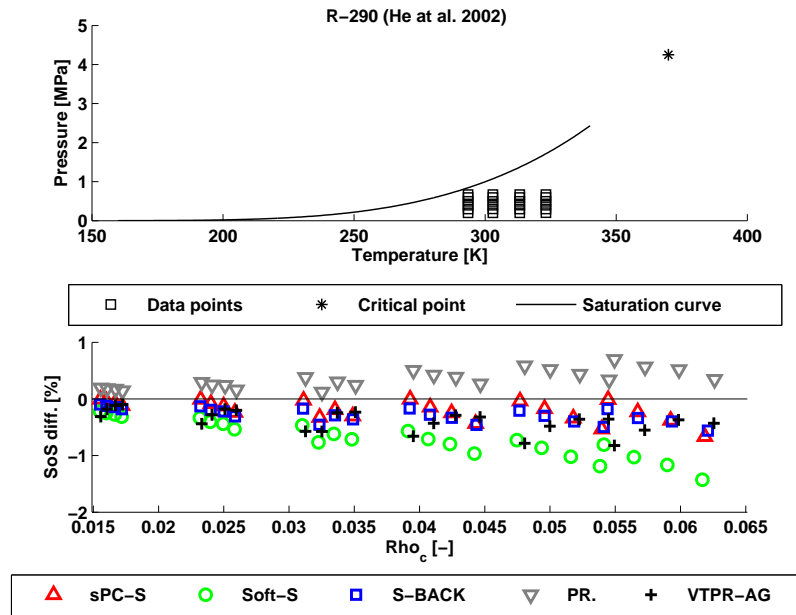 R−290 (He at al. 2002)
Pressure [MPa]
5
4
3
2
1
0
150 200 250 300 350 400
Temperature [K]
Data points Critical point Saturation curve
SoS diff. [%]
1
0
−1
−2
0.015 0.02 0.025 0.03 0.035 0.04 0.045 0.05 0.055 0.06 0.065
Rho_c [−]
sPC−S Soft−S S−BACK PR. VTPR−AG